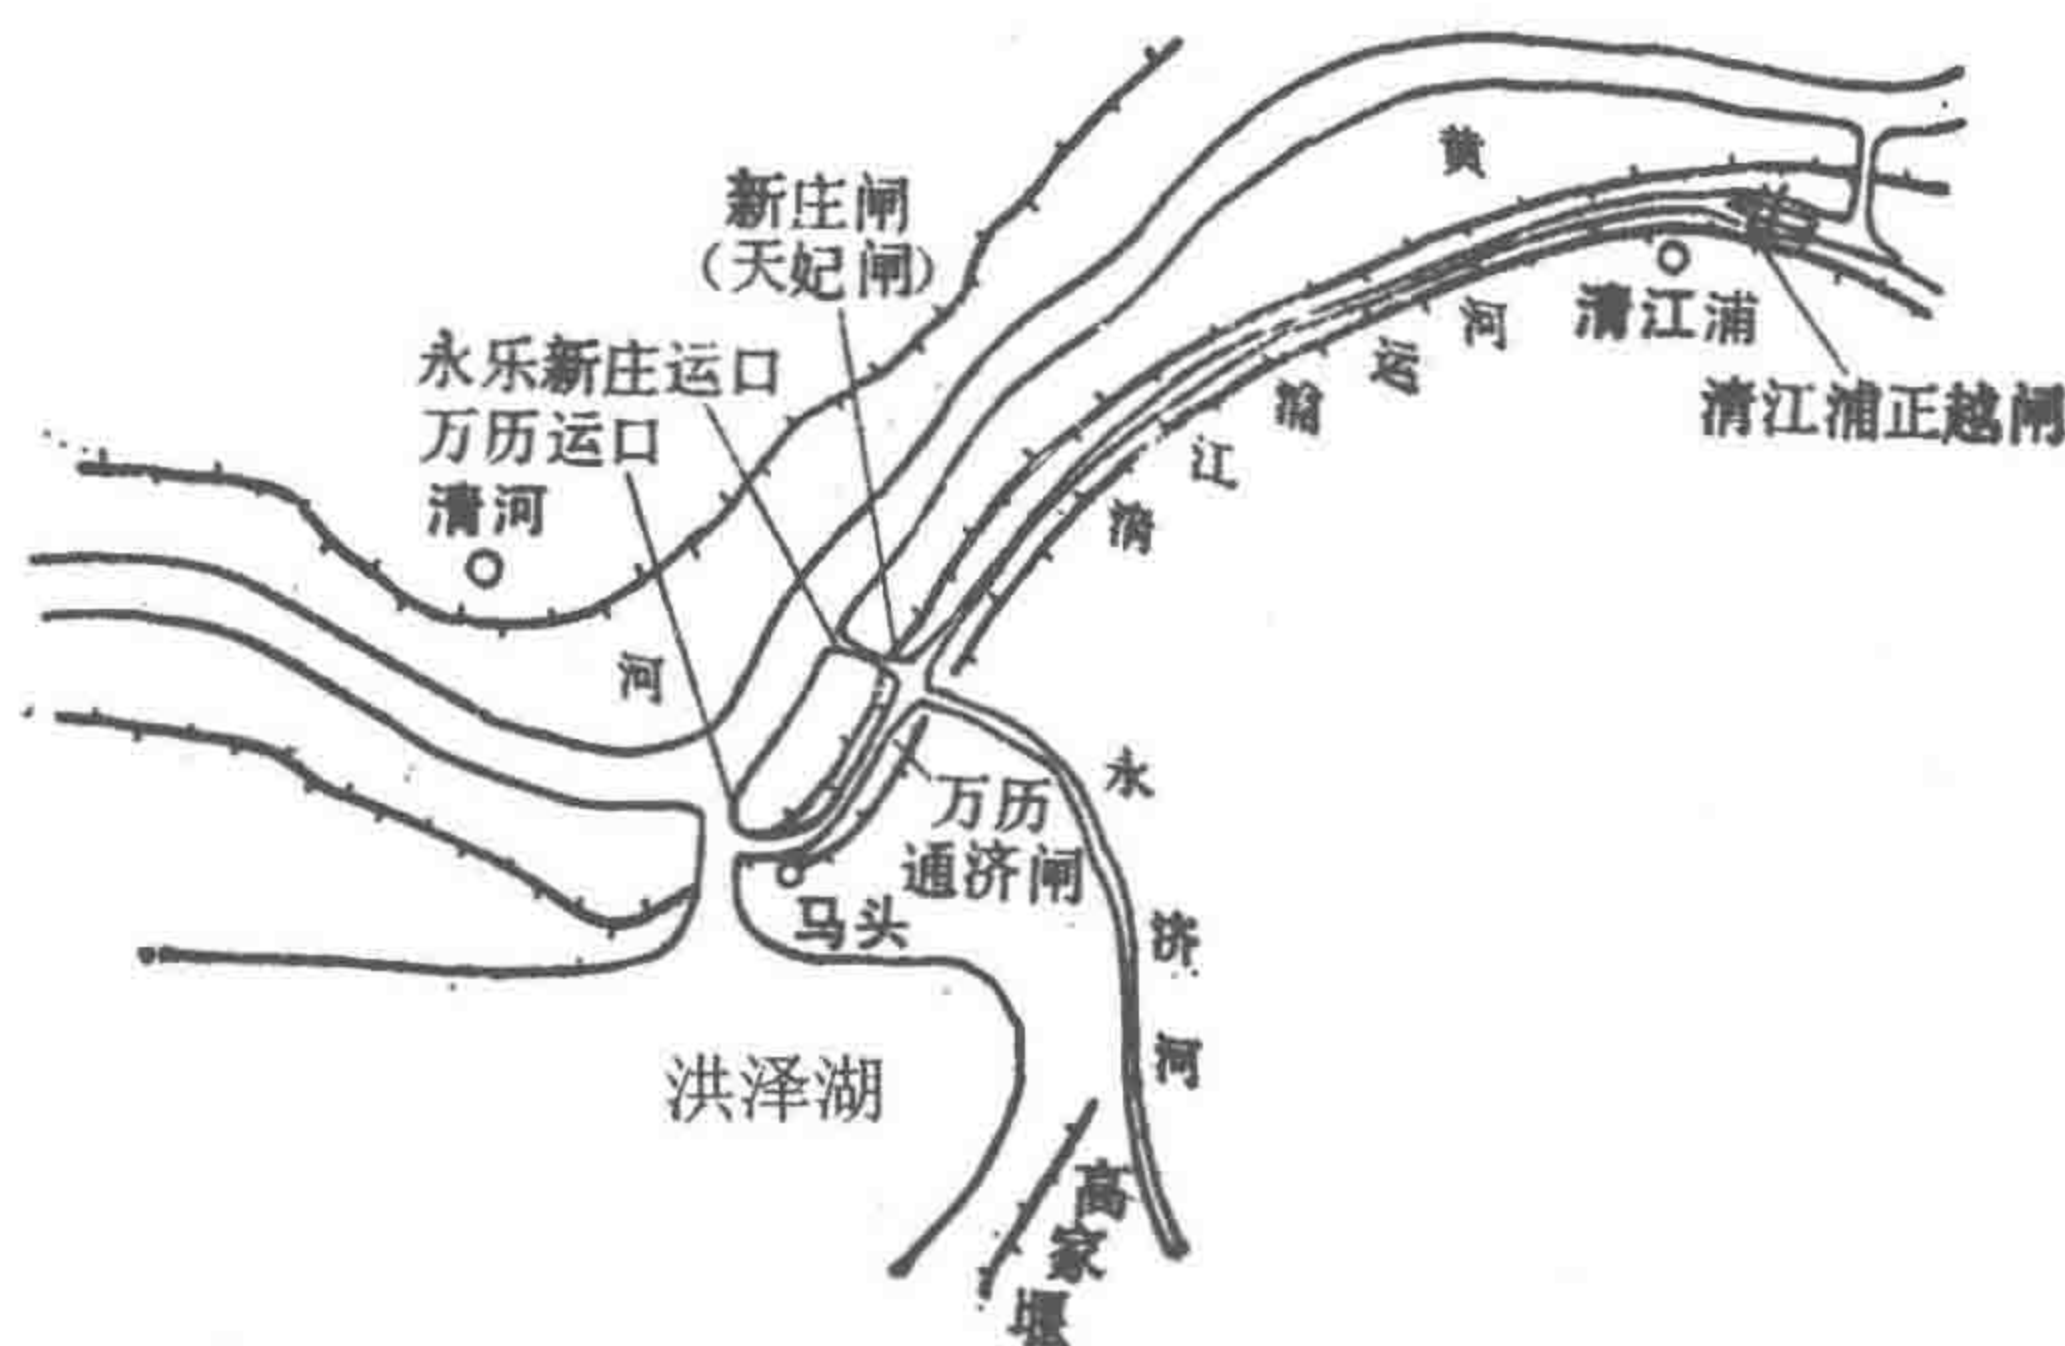 黄
河
新庄闸
（天妃闸）
永乐新庄运口
万历运口
清河
清江浦
清江浦正越闸
清江浦运河
永济河
万历
通济闸
马头
洪泽湖
高家堰